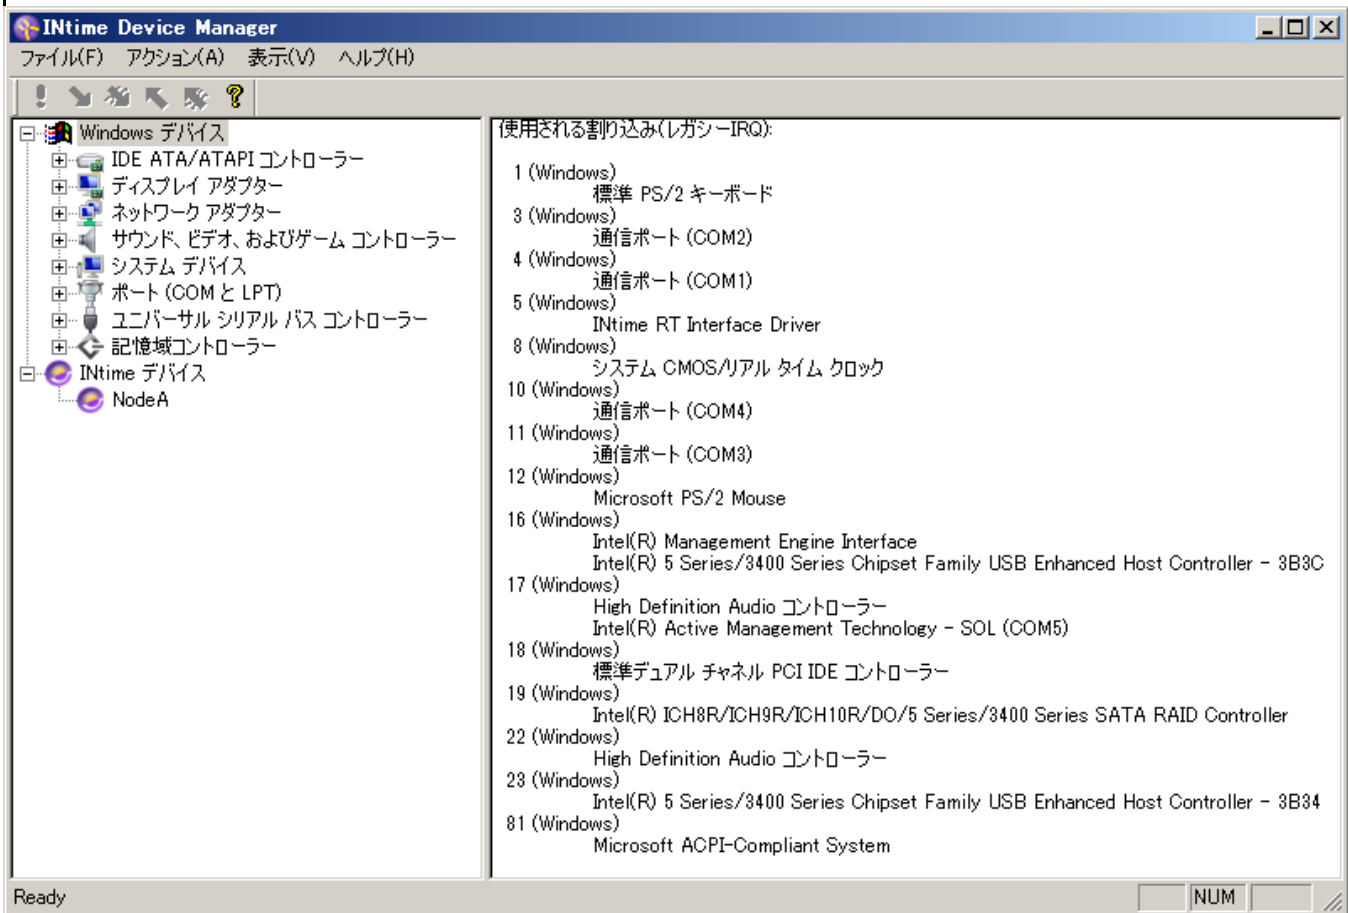 INtime Device Manager
ファイル(F) アクション(A) 表示(V) ヘルプ(H)
Windows デバイス
IDE ATA/ATAPI コントローラー
ディスプレイ アダプター
ネットワーク アダプター
サウンド、ビデオ、およびゲーム コントローラー
システム デバイス
ポート (COM と LPT)
ユニバーサル シリアル バス コントローラー
記憶域コントローラー
INtime デバイス
NodeA
使用される割り込み(レガシーIRQ):
1 (Windows)
標準 PS/2 キーボード
3 (Windows)
通信ポート (COM2)
4 (Windows)
通信ポート (COM1)
5 (Windows)
INtime RT Interface Driver
8 (Windows)
システム CMOS/リアル タイム クロック
10 (Windows)
通信ポート (COM4)
11 (Windows)
通信ポート (COM3)
12 (Windows)
Microsoft PS/2 Mouse
16 (Windows)
Intel(R) Management Engine Interface
Intel(R) 5 Series/3400 Series Chipset Family USB Enhanced Host Controller - 3B3C
17 (Windows)
High Definition Audio コントローラー
Intel(R) Active Management Technology - SOL (COM5)
18 (Windows)
標準デュアル チャネル PCI IDE コントローラー
19 (Windows)
Intel(R) ICH8R/ICH9R/ICH10R/DO/5 Series/3400 Series SATA RAID Controller
22 (Windows)
High Definition Audio コントローラー
23 (Windows)
Intel(R) 5 Series/3400 Series Chipset Family USB Enhanced Host Controller - 3B34
81 (Windows)
Microsoft ACPI-Compliant System
Ready
NUM